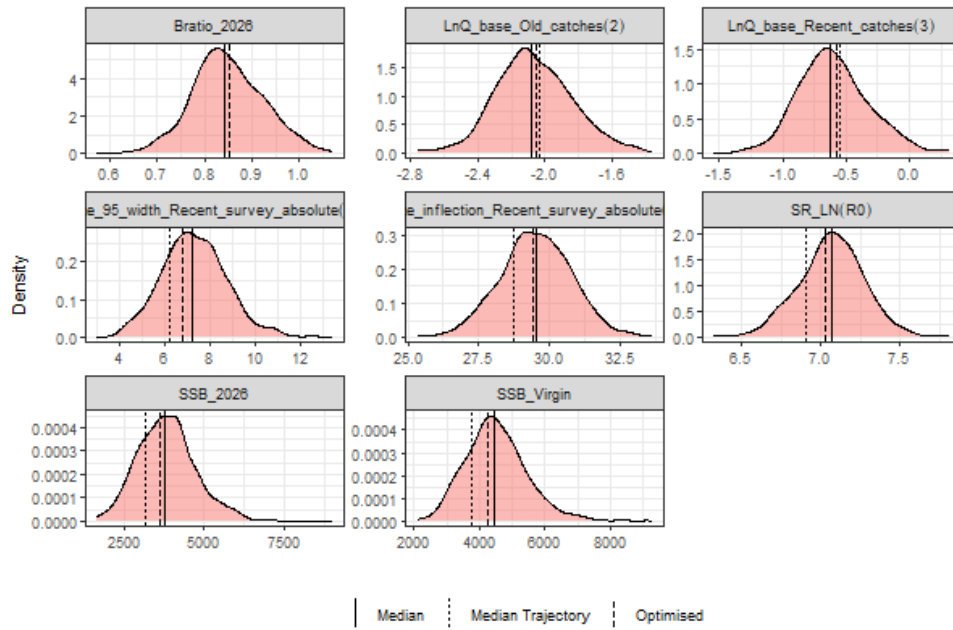 Bratio_2026
LnQ_base_Old_catches(2)
LnQ_base_Recent_catches(3)
4
2
0
0.6 0.7 0.8 0.9 1.0
1.5
1.0
0.5
0.0
-2.8 -2.4 -2.0 -1.6
1.5
1.0
0.5
0.0
-1.5 -1.0 -0.5 0.0
e_95_width_Recent_survey_absolute(
e_inflection_Recent_survey_absolute(
SR_LN(R0)
0.2
0.1
0.0
4 6 8 10 12
0.3
0.2
0.1
0.0
25.0 27.5 30.0 32.5
2.0
1.5
1.0
0.5
0.0
6.5 7.0 7.5
Density
SSB_2026
SSB_Virgin
0.0004
0.0003
0.0002
0.0001
0.0000
2500 5000 7500
0.0004
0.0003
0.0002
0.0001
0.0000
2000 4000 6000 8000
Median Median Trajectory Optimised